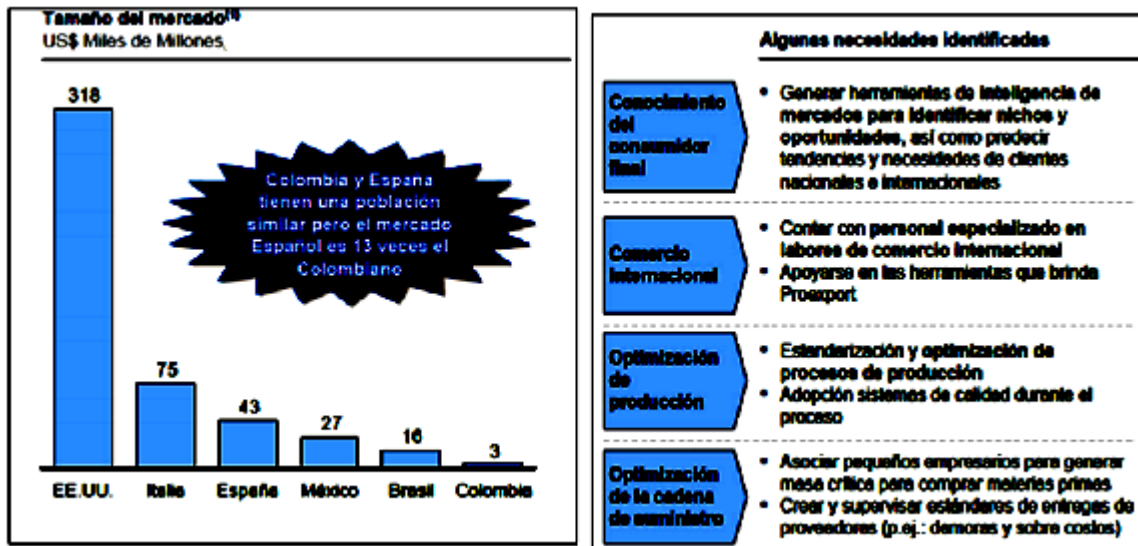 Tamaño del mercado(1)
US$ Miles de Millones
318
75
43
27
16
3
EE.UU.
Italia
España
México
Brasil
Colombia
Colombia y España
tienen una población
similar pero el mercado
Español es 13 veces el
Colombiano
Algunas necesidades identificadas
Conocimiento
del
consumidor
final
• Generar herramientas de inteligencia de
mercados para identificar nichos y
oportunidades, así como predecir
tendencias y necesidades de clientes
nacionales e internacionales
Comercio
Internacional
• Contar con personal especializado en
labores de comercio internacional
• Apoyarse en las herramientas que brinda
Proexport
Optimización
de
producción
• Estandarización y optimización de
procesos de producción
• Adopción sistemas de calidad durante el
proceso
Optimización
de la cadena
de suministro
• Asociar pequeños empresarios para generar
masa crítica para comprar materias primas
• Crear y supervisar estándares de entregas de
proveedores (p.ej.: demoras y sobre costos)